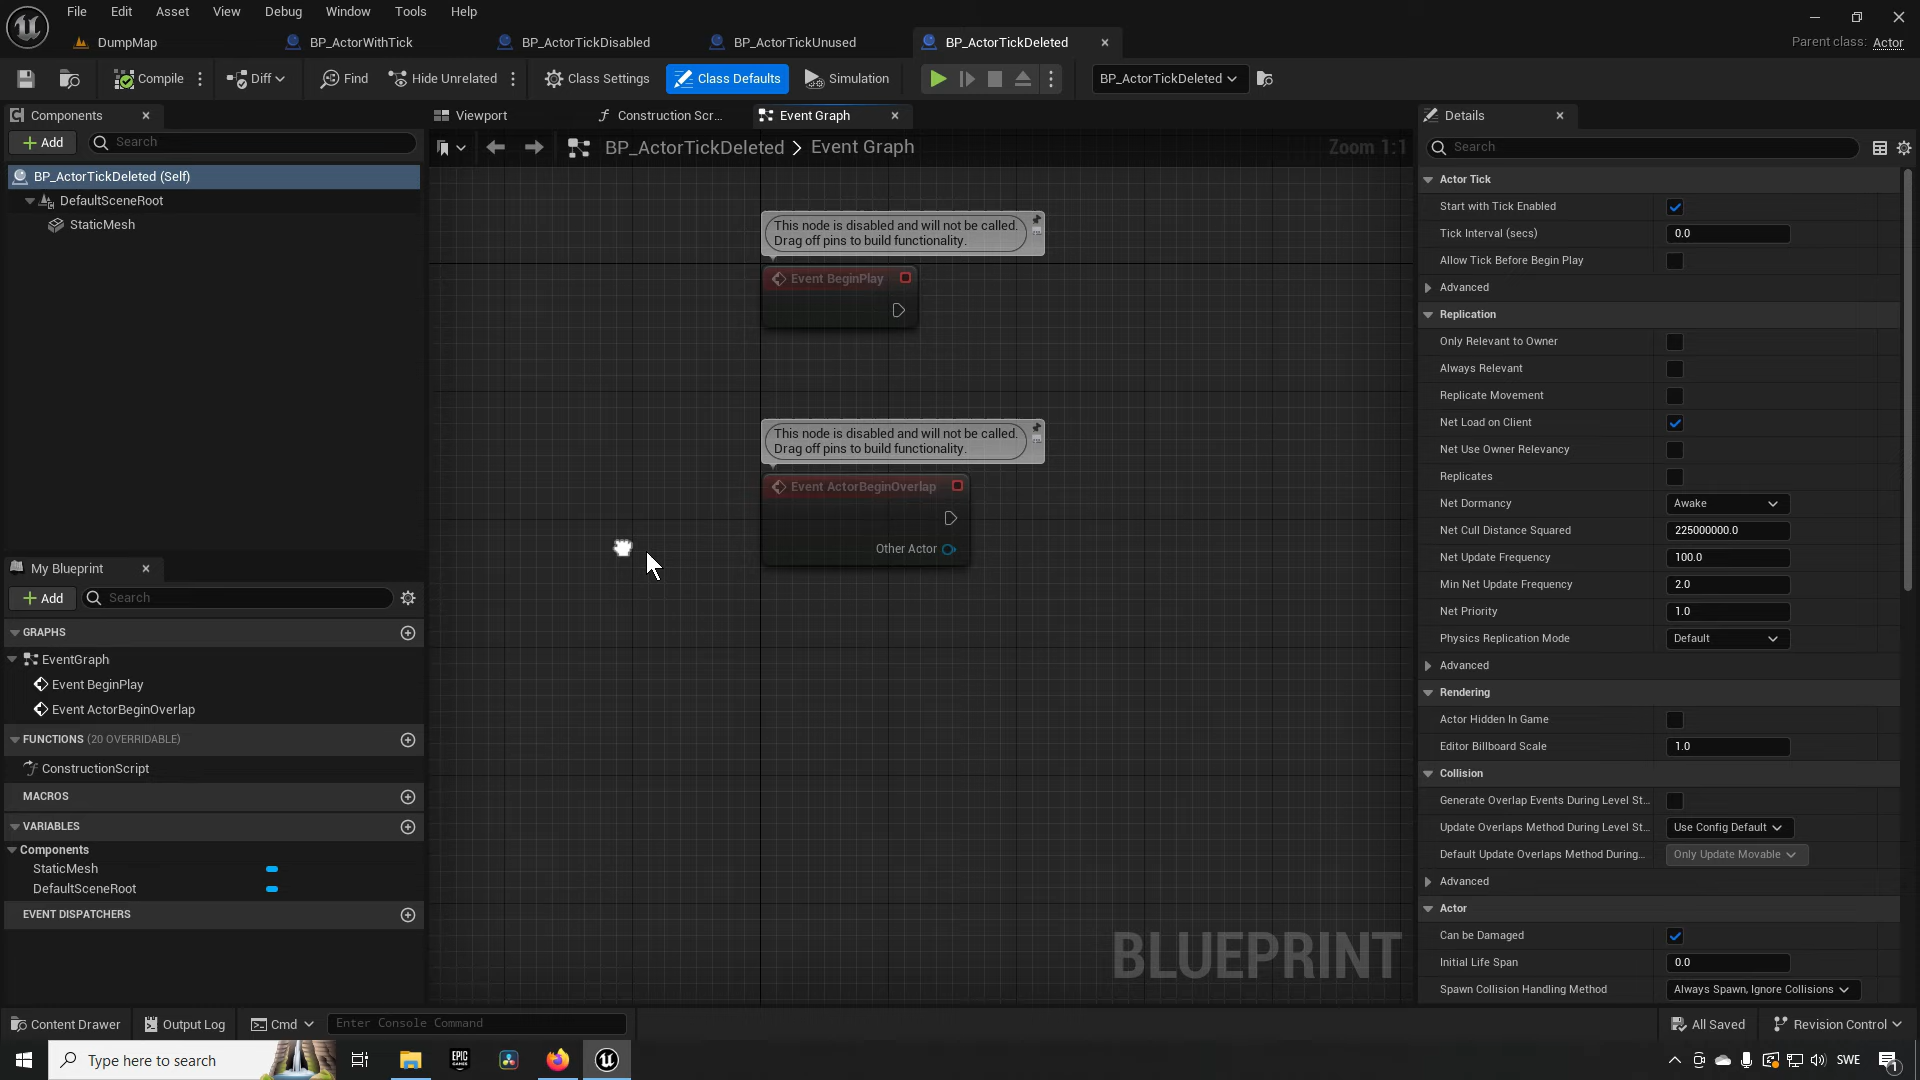 File Edit Asset View Debug Window Tools Help
DumpMap BP_ActorWithTick BP_ActorTickDisabled BP_ActorTickUnused BP_ActorTickDeleted
Parent class: Actor
Compile Diff Find Hide Unrelated Class Settings Class Defaults Simulation BP_ActorTickDeleted
Components
Add Search
BP_ActorTickDeleted (Self)
DefaultSceneRoot
StaticMesh
My Blueprint
Add Search
GRAPHS
EventGraph
Event BeginPlay
Event ActorBeginOverlap
FUNCTIONS (20 OVERRIDABLE)
ConstructionScript
MACROS
VARIABLES
Components
StaticMesh
DefaultSceneRoot
EVENT DISPATCHERS
Viewport Construction Scr... Event Graph
BP_ActorTickDeleted > Event Graph Zoom 1:1
This node is disabled and will not be called.
Drag off pins to build functionality.
Event BeginPlay
This node is disabled and will not be called.
Drag off pins to build functionality.
Event ActorBeginOverlap
Other Actor
BLUEPRINT
Details
Search
Actor Tick
Start with Tick Enabled
Tick Interval (secs) 0.0
Allow Tick Before Begin Play
Advanced
Replication
Only Relevant to Owner
Always Relevant
Replicate Movement
Net Load on Client
Net Use Owner Relevancy
Replicates
Net Dormancy Awake
Net Cull Distance Squared 225000000.0
Net Update Frequency 100.0
Min Net Update Frequency 2.0
Net Priority 1.0
Physics Replication Mode Default
Advanced
Rendering
Actor Hidden In Game
Editor Billboard Scale 1.0
Collision
Generate Overlap Events During Level St...
Update Overlaps Method During Level St... Use Config Default
Default Update Overlaps Method During... Only Update Movable
Advanced
Actor
Can be Damaged
Initial Life Span 0.0
Spawn Collision Handling Method Always Spawn, Ignore Collisions
Content Drawer Output Log Cmd Enter Console Command All Saved Revision Control
Type here to search EPIC GAMES SWE 1